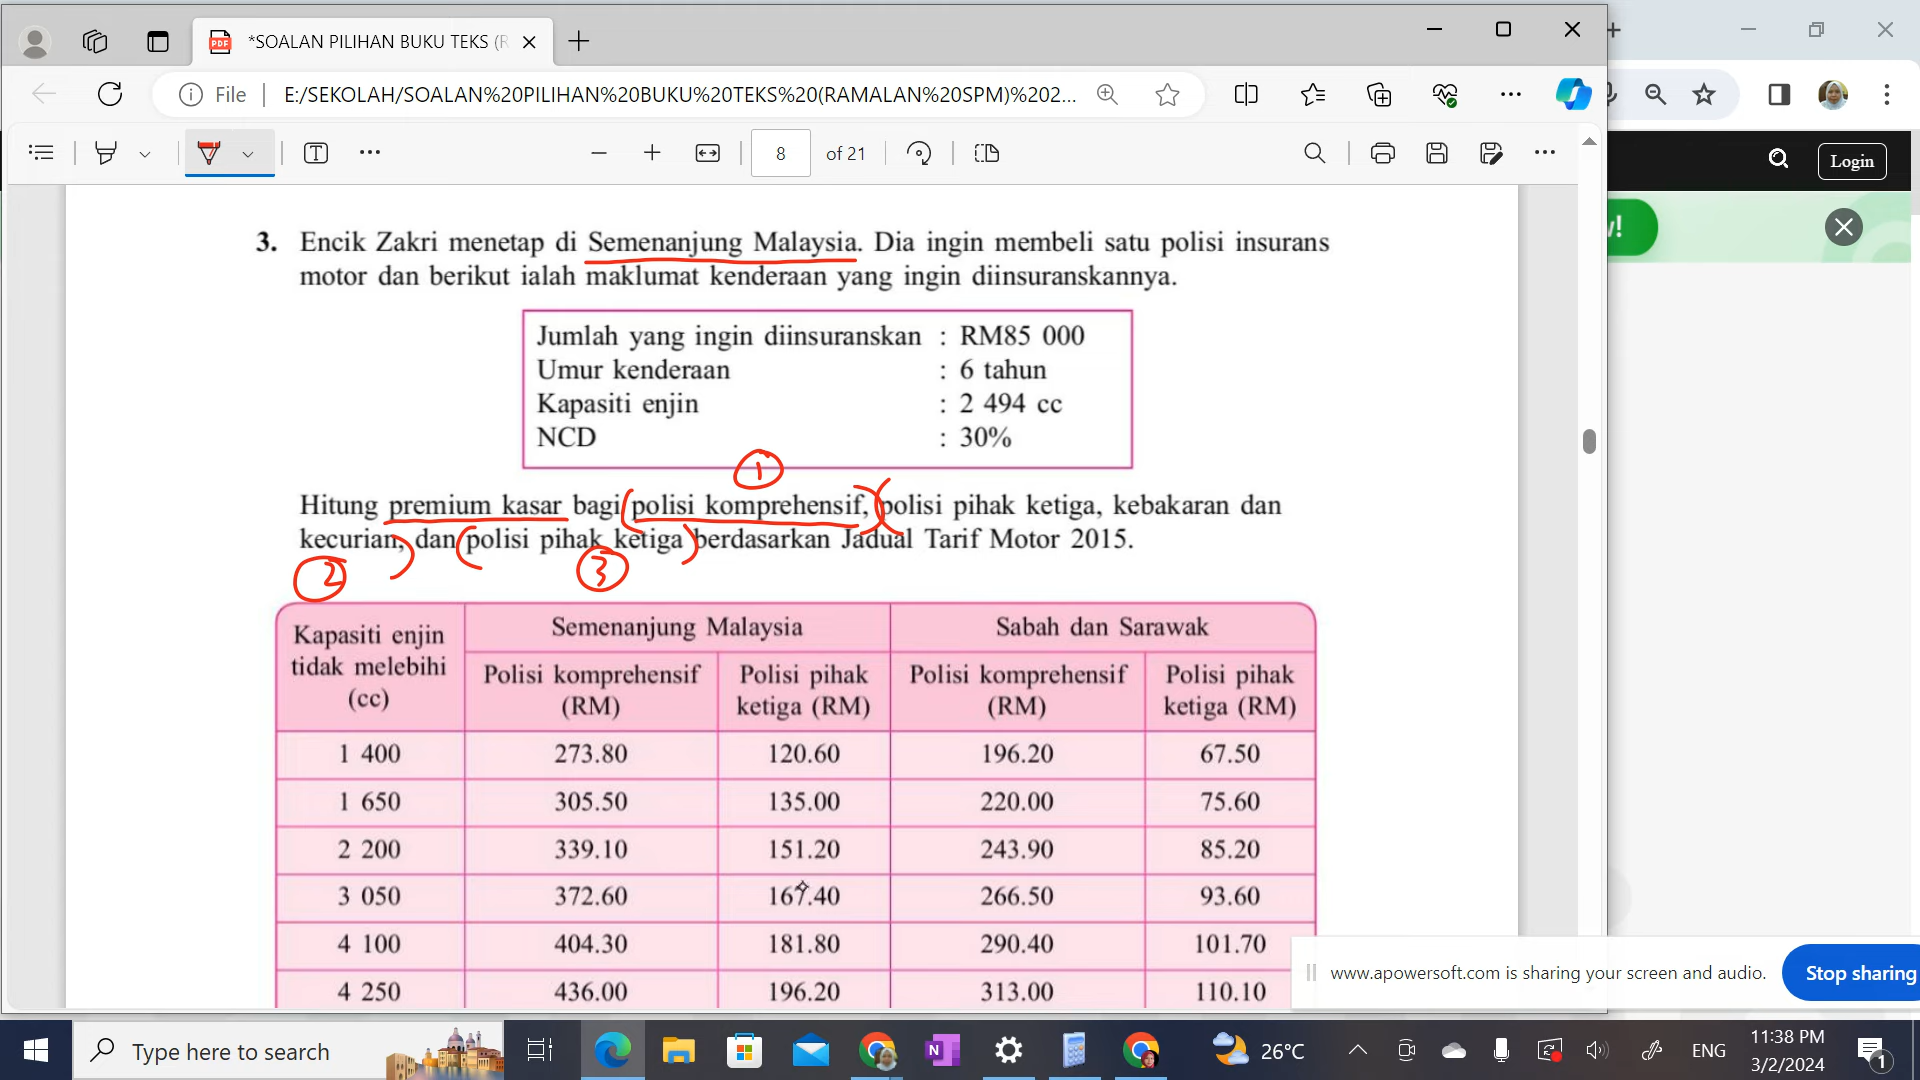 *SOALAN PILIHAN BUKU TEKS (R
File
E:/SEKOLAH/SOALAN%20PILIHAN%20BUKU%20TEKS%20(RAMALAN%20SPM)%202...
8 of 21
Login
!
3. Encik Zakri menetap di Semenanjung Malaysia. Dia ingin membeli satu polisi insurans
motor dan berikut ialah maklumat kenderaan yang ingin diinsuranskannya.
Jumlah yang ingin diinsuranskan : RM85 000
Umur kenderaan : 6 tahun
Kapasiti enjin : 2 494 cc
NCD : 30%
1
Hitung premium kasar bagi polisi komprehensif, polisi pihak ketiga, kebakaran dan
kecurian, dan polisi pihak ketiga berdasarkan Jadual Tarif Motor 2015.
2 3
Kapasiti enjin tidak melebihi (cc) Semenanjung Malaysia Sabah dan Sarawak
Polisi komprehensif (RM) Polisi pihak ketiga (RM) Polisi komprehensif (RM) Polisi pihak ketiga (RM)
1 400 273.80 120.60 196.20 67.50
1 650 305.50 135.00 220.00 75.60
2 200 339.10 151.20 243.90 85.20
3 050 372.60 167.40 266.50 93.60
4 100 404.30 181.80 290.40 101.70
4 250 436.00 196.20 313.00 110.10
www.apowersoft.com is sharing your screen and audio. Stop sharing
Type here to search
26°C
ENG
11:38 PM
3/2/2024
1